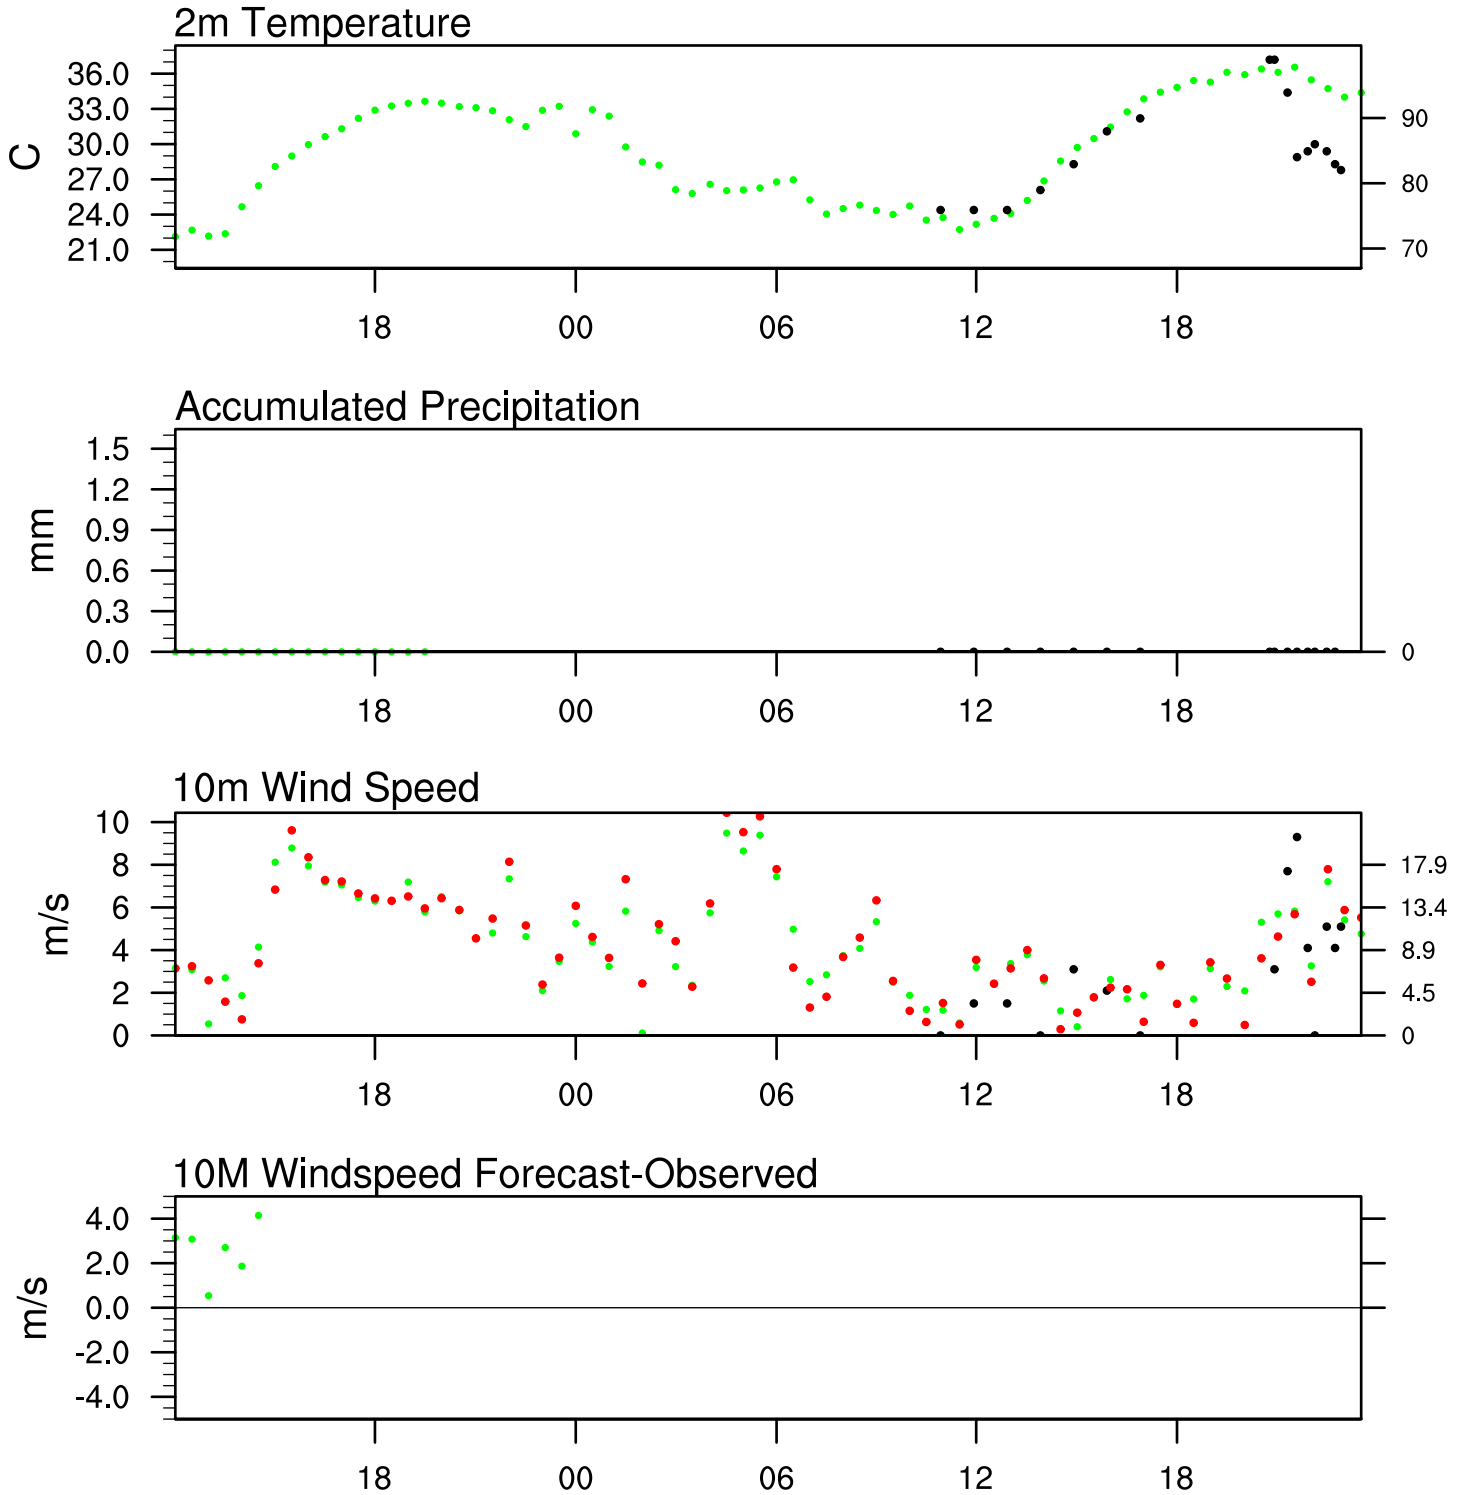 2m Temperature
36.0
33.0
30.0
27.0
24.0
21.0
C
90
80
70
18 00 06 12 18
Accumulated Precipitation
1.5
1.2
0.9
0.6
0.3
0.0
mm
0
18 00 06 12 18
10m Wind Speed
10
8
6
4
2
0
m/s
17.9
13.4
8.9
4.5
0
18 00 06 12 18
10M Windspeed Forecast-Observed
4.0
2.0
0.0
-2.0
-4.0
m/s
18 00 06 12 18